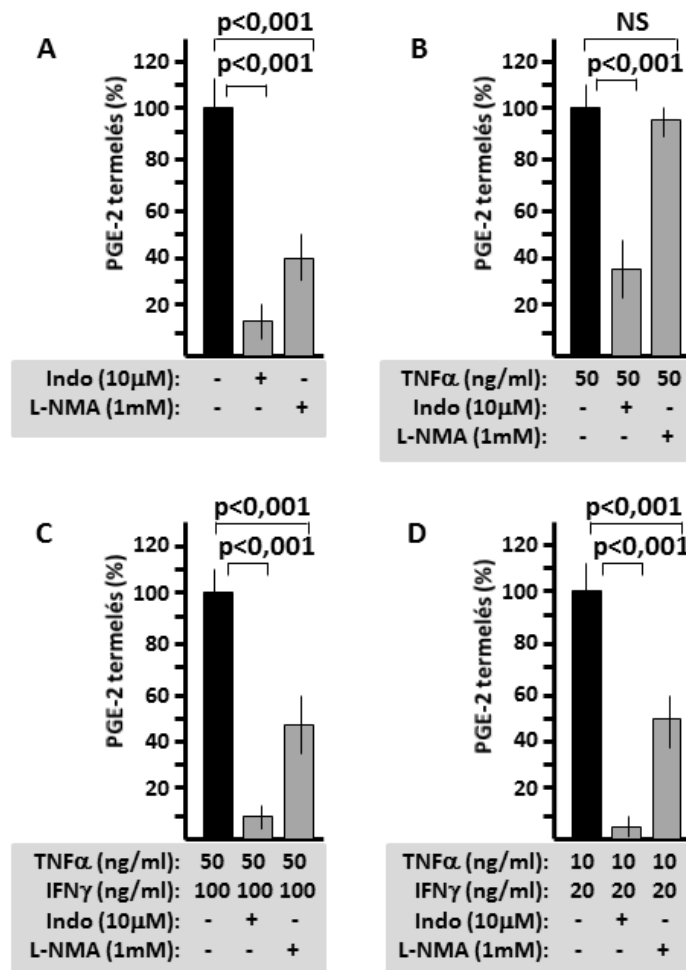 A
p<0,001
p<0,001
PGE-2 termelés (%)
120
100
80
60
40
20
Indo (10μM): - + -
L-NMA (1mM): - - +
B
NS
p<0,001
PGE-2 termelés (%)
120
100
80
60
40
20
TNFα (ng/ml): 50 50 50
Indo (10μM): - + -
L-NMA (1mM): - - +
C
p<0,001
p<0,001
PGE-2 termelés (%)
120
100
80
60
40
20
TNFα (ng/ml): 50 50 50
IFNγ (ng/ml): 100 100 100
Indo (10μM): - + -
L-NMA (1mM): - - +
D
p<0,001
p<0,001
PGE-2 termelés (%)
120
100
80
60
40
20
TNFα (ng/ml): 10 10 10
IFNγ (ng/ml): 20 20 20
Indo (10μM): - + -
L-NMA (1mM): - - +